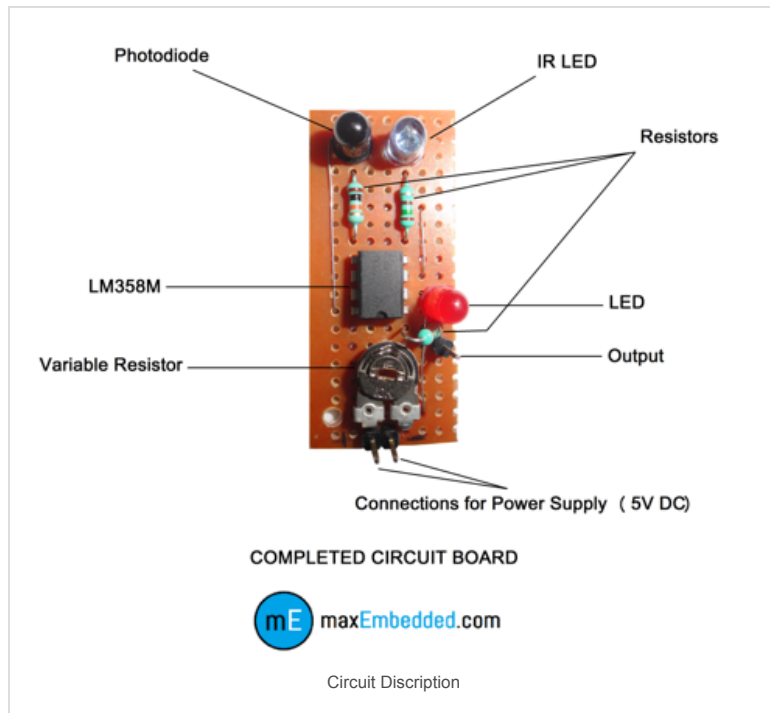 Photodiode
IR LED
Resistors
LM358M
LED
Variable Resistor
Output
Connections for Power Supply ( 5V DC)
COMPLETED CIRCUIT BOARD
mE maxEmbedded.com
Circuit Discription